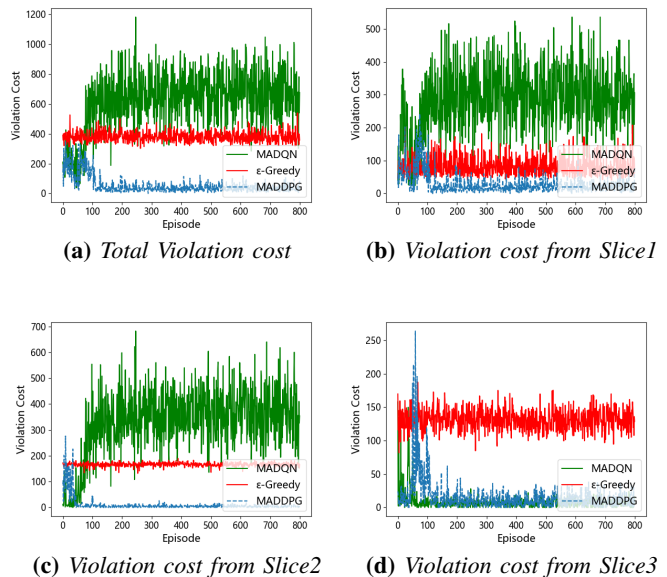 1200
1000
800
600
400
200
0
Violation Cost
MADQN
ε-Greedy
MADDPG
0 100 200 300 400 500 600 700 800
Episode
(a) Total Violation cost
500
400
300
200
100
0
Violation Cost
MADQN
ε-Greedy
MADDPG
0 100 200 300 400 500 600 700 800
Episode
(b) Violation cost from Slice1
700
600
500
400
300
200
100
0
Violation Cost
MADQN
ε-Greedy
MADDPG
0 100 200 300 400 500 600 700 800
Episode
(c) Violation cost from Slice2
250
200
150
100
50
0
Violation Cost
MADQN
ε-Greedy
MADDPG
0 100 200 300 400 500 600 700 800
Episode
(d) Violation cost from Slice3